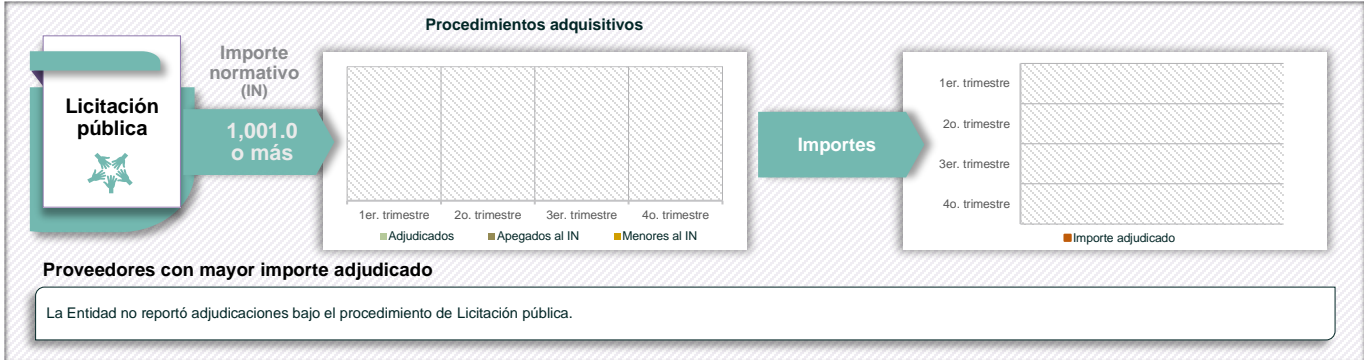 Procedimientos adquisitivos
Licitación
pública
Importe
normativo
(IN)
1,001.0
o más
1er. trimestre 2o. trimestre 3er. trimestre 4o. trimestre
Adjudicados Apegados al IN Menores al IN
Importes
1er. trimestre
2o. trimestre
3er. trimestre
4o. trimestre
Importe adjudicado
Proveedores con mayor importe adjudicado
La Entidad no reportó adjudicaciones bajo el procedimiento de Licitación pública.